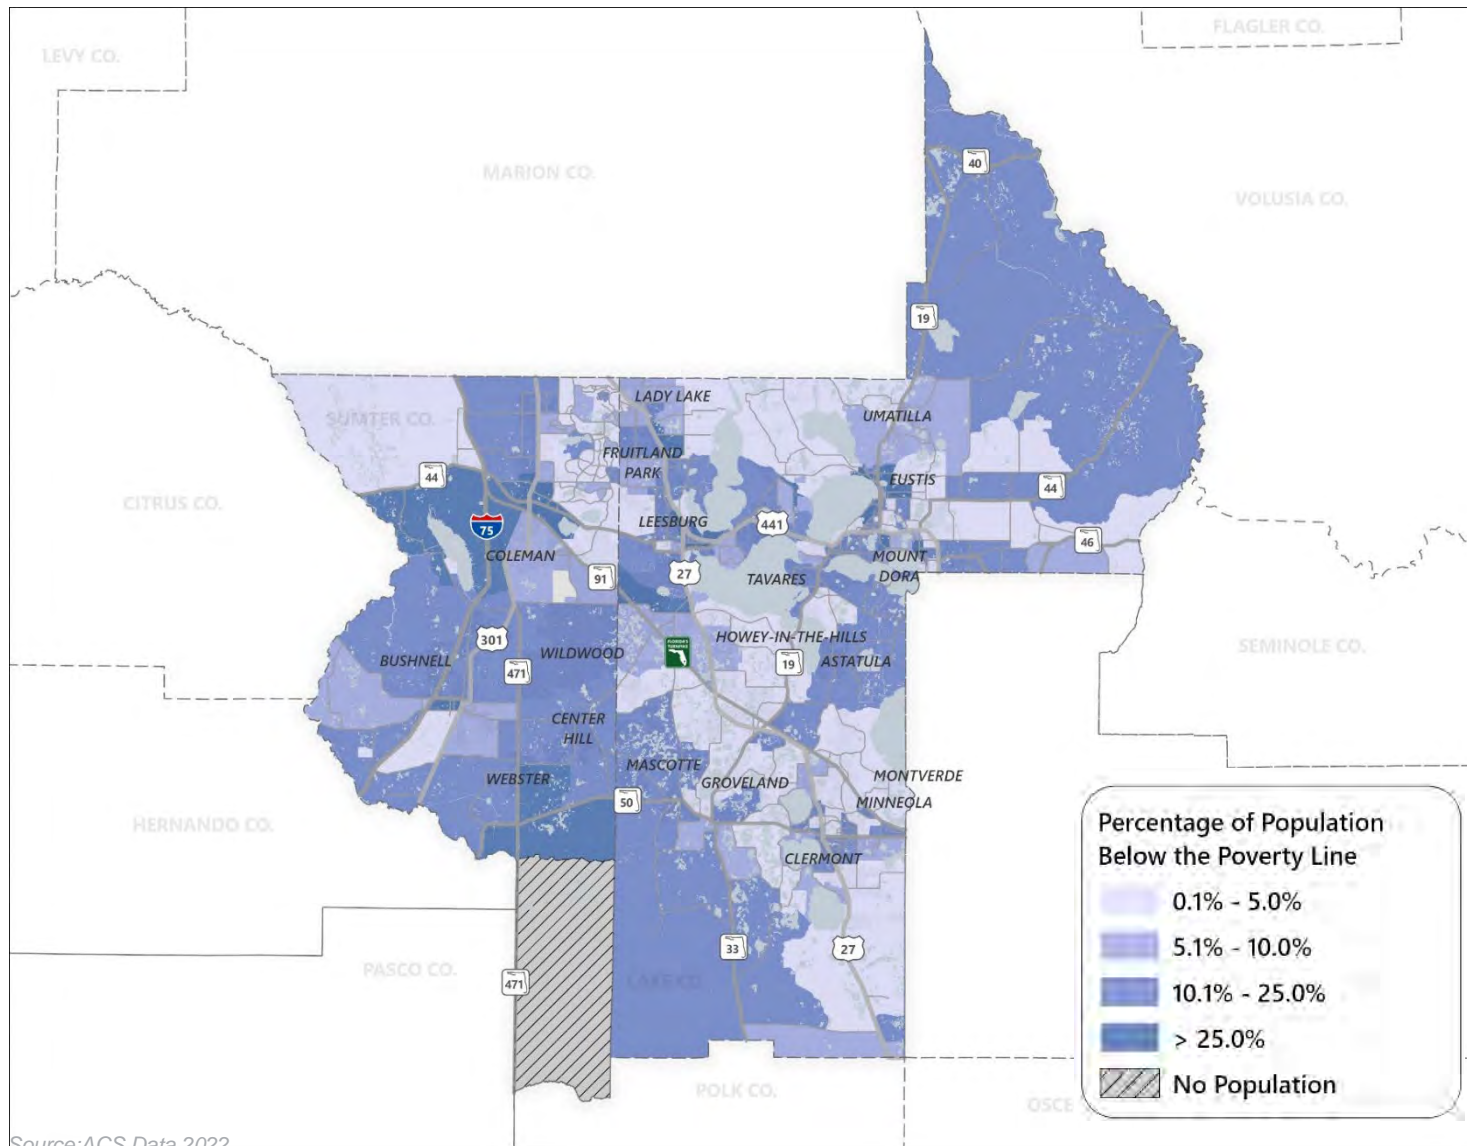 LEVY CO.
FLAGLER CO.
MARION CO.
VOLUSIA CO.
40
19
LADY LAKE
UMATILLA
SUMTER CO.
FRUITLAND
PARK
44
EUSTIS
44
CITRUS CO.
LEESBURG
441
75
COLEMAN
MOUNT
DORA
46
91
27
TAVARES
301
HOWEY-IN-THE-HILLS
WILDWOOD
BUSHNELL
471
19
ASTATULA
SEMINOLE CO.
CENTER
HILL
MASCOTTE
WEBSTER
GROVELAND
MONTVERDE
MINNEOLA
50
HERNANDO CO.
CLERMONT
33
27
PASCO CO.
471
LAKE CO.
POLK CO.
OSCE
Percentage of Population
Below the Poverty Line
0.1% - 5.0%
5.1% - 10.0%
10.1% - 25.0%
> 25.0%
No Population
Source:ACS Data 2022